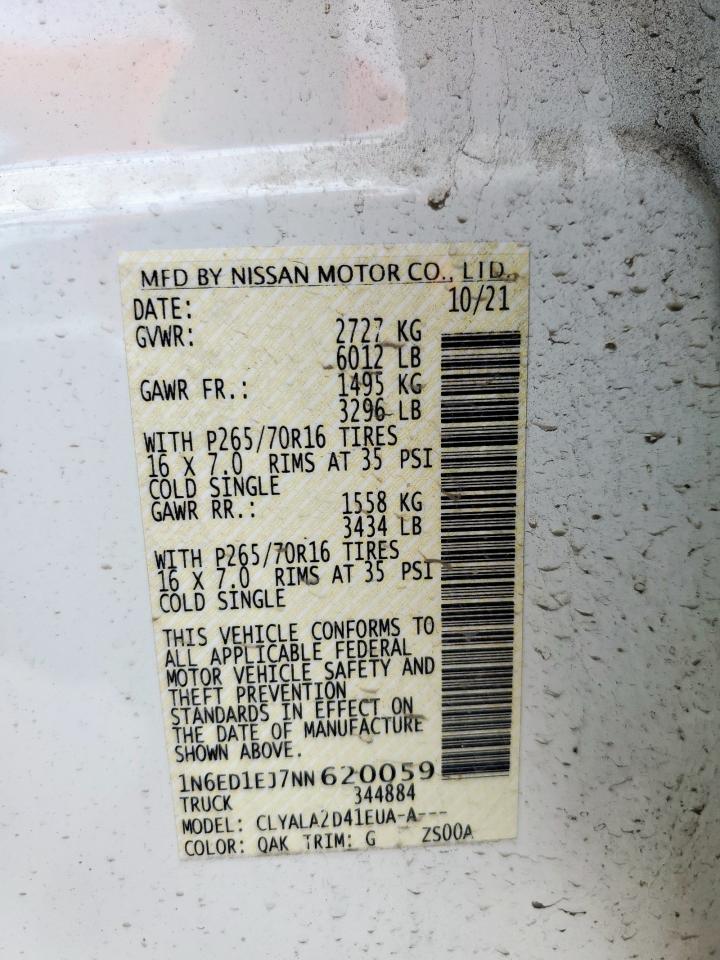 MFD BY NISSAN MOTOR CO., LTD.
DATE: 10/21
GVWR: 2727 KG
6012 LB
GAWR FR.: 1495 KG
3296 LB
WITH P265/70R16 TIRES
16 X 7.0 RIMS AT 35 PSI
COLD SINGLE
GAWR RR.: 1558 KG
3434 LB
WITH P265/70R16 TIRES
16 X 7.0 RIMS AT 35 PSI
COLD SINGLE
THIS VEHICLE CONFORMS TO
ALL APPLICABLE FEDERAL
MOTOR VEHICLE SAFETY AND
THEFT PREVENTION
STANDARDS IN EFFECT ON
THE DATE OF MANUFACTURE
SHOWN ABOVE.
1N6ED1EJ7NN620059
TRUCK 344884
MODEL: CLYALA2D41EUA-A---
COLOR: QAK TRIM: G ZS00A